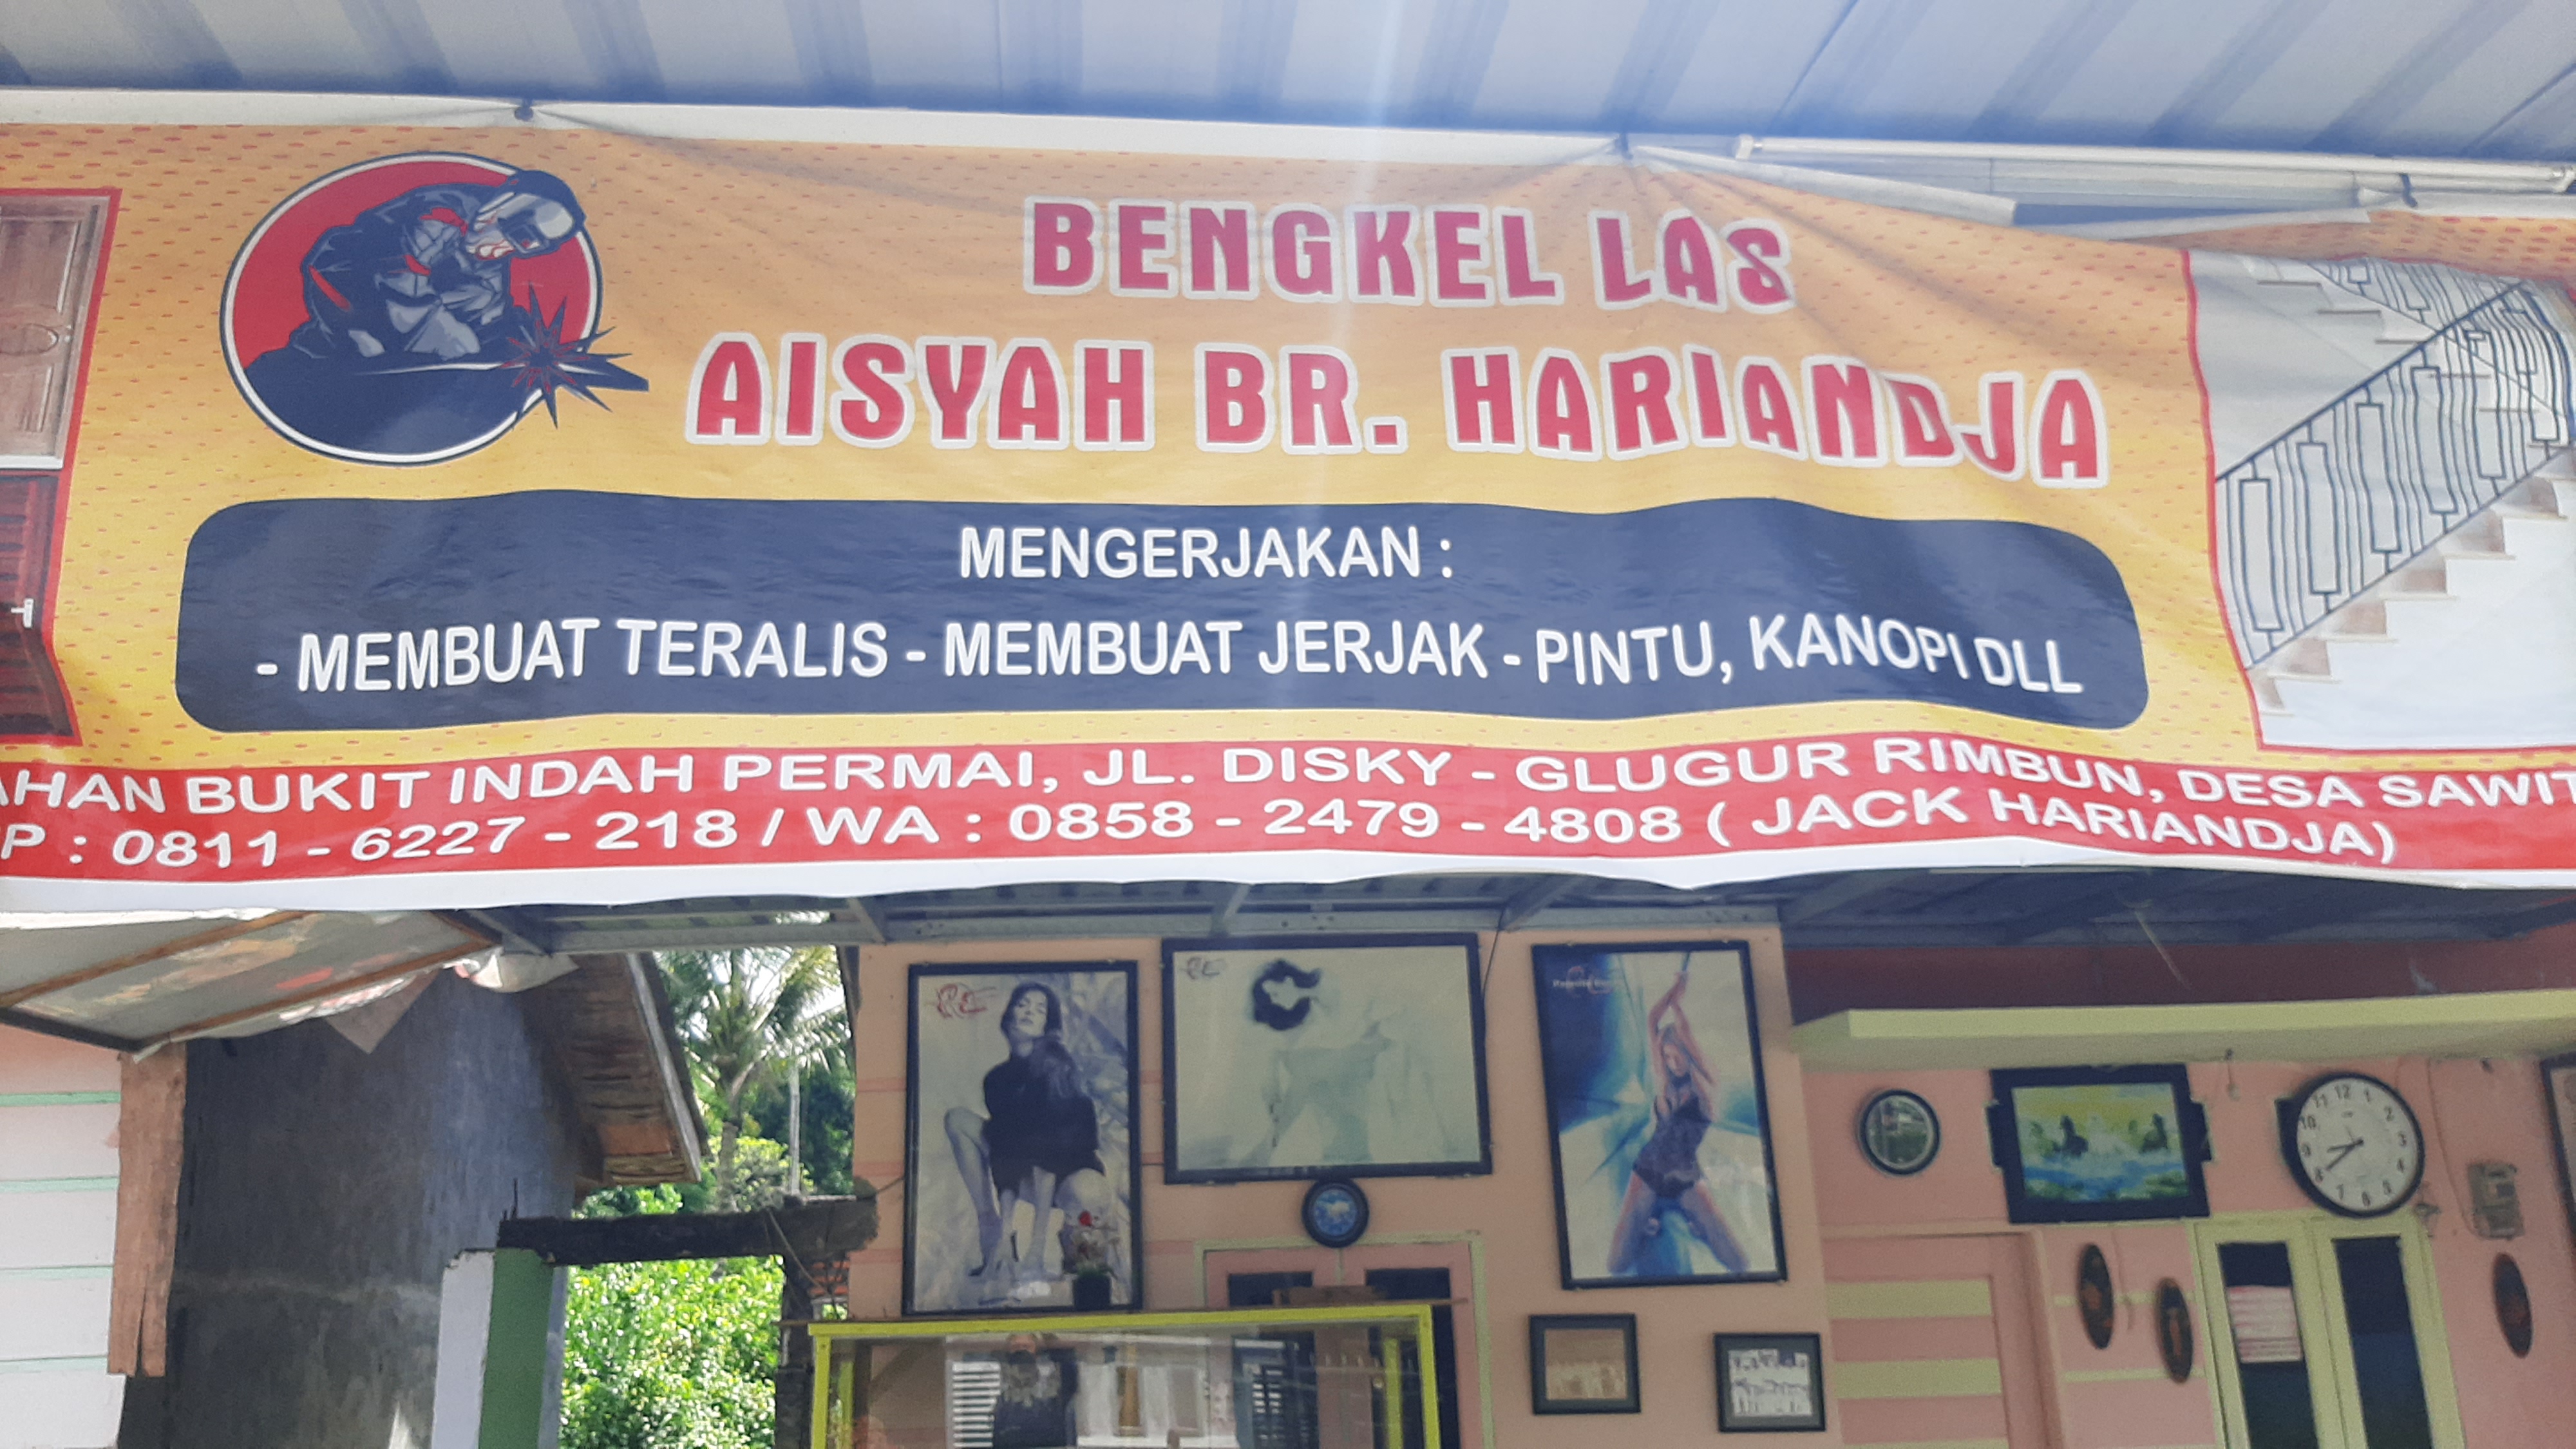 BENGKEL LAS
AISYAH BR. HARIANDJA
MENGERJAKAN :
- MEMBUAT TERALIS - MEMBUAT JERJAK - PINTU, KANOPI DLL
AHAN BUKIT INDAH PERMAI, JL. DISKY - GLUGUR RIMBUN, DESA SAWIT
P : 0811 - 6227 - 218 / WA : 0858 - 2479 - 4808 ( JACK HARIANDJA)